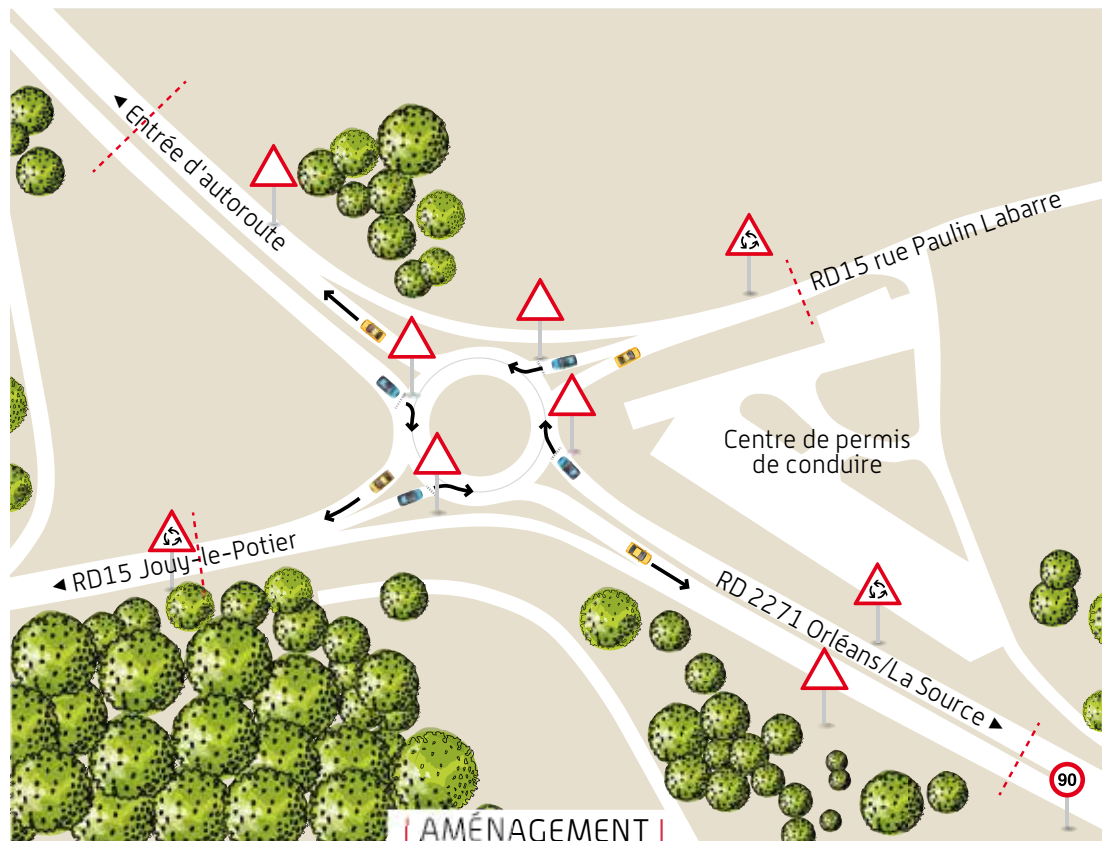 Entrée d'autoroute
RD15 rue Paulin Labarre
Centre de permis
de conduire
RD15 Jouy-le-Potier
RD 2271 Orléans/La Source
90
AMÉNAGEMENT